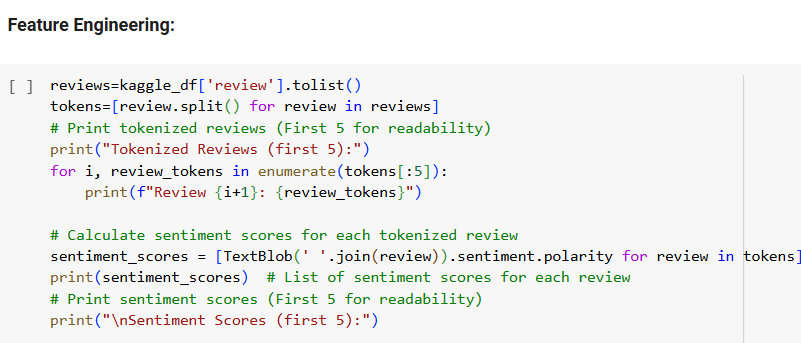 Feature Engineering:
[ ] reviews=kaggle_df['review'].tolist()
tokens=[review.split() for review in reviews]
# Print tokenized reviews (First 5 for readability)
print("Tokenized Reviews (first 5):")
for i, review_tokens in enumerate(tokens[:5]):
    print(f"Review {i+1}: {review_tokens}")

# Calculate sentiment scores for each tokenized review
sentiment_scores = [TextBlob(' '.join(review)).sentiment.polarity for review in tokens]
print(sentiment_scores)  # List of sentiment scores for each review
# Print sentiment scores (First 5 for readability)
print("\nSentiment Scores (first 5):")